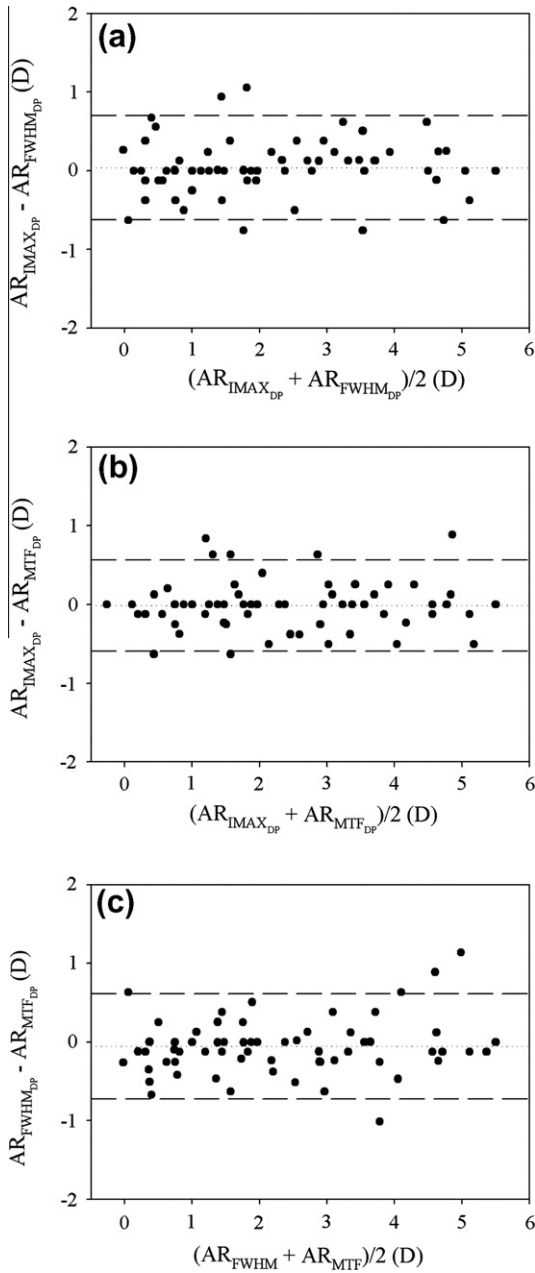 (a)
AR_IMAX_DP - AR_FWHM_DP (D)
2
1
0
-1
-2
0 1 2 3 4 5 6
(AR_IMAX_DP + AR_FWHM_DP)/2 (D)
(b)
AR_IMAX_DP - AR_MTF_DP (D)
2
1
0
-1
-2
0 1 2 3 4 5 6
(AR_IMAX_DP + AR_MTF_DP)/2 (D)
(c)
AR_FWHM_DP - AR_MTF_DP (D)
2
1
0
-1
-2
0 1 2 3 4 5 6
(AR_FWHM + AR_MTF)/2 (D)